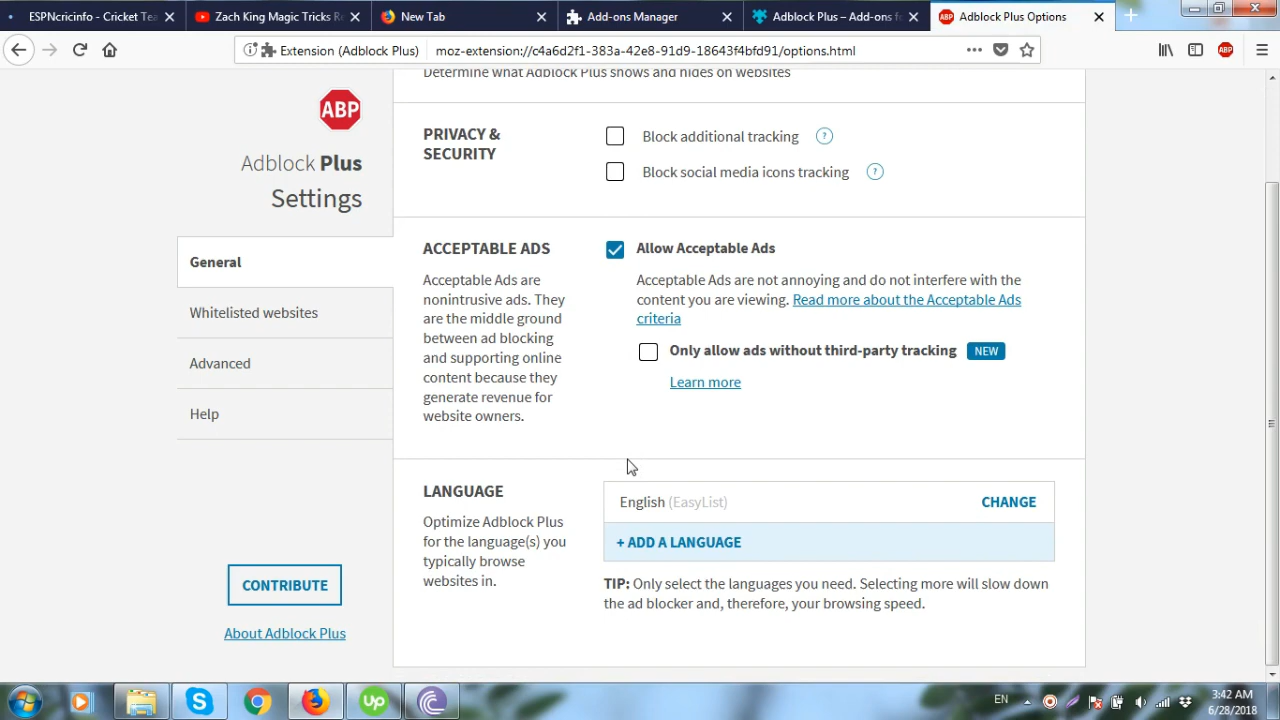 ESPNcricinfo - Cricket Tea
Zach King Magic Tricks R
New Tab
Add-ons Manager
Adblock Plus – Add-ons f
Adblock Plus Options
Extension (Adblock Plus)
moz-extension://c4a6d2f1-383a-42e8-91d9-18643f4bfd91/options.html
ABP
Determine what Adblock Plus shows and hides on websites
ABP
Adblock Plus
Settings
General
Whitelisted websites
Advanced
Help
CONTRIBUTE
About Adblock Plus
PRIVACY &
SECURITY
Block additional tracking ?
Block social media icons tracking ?
ACCEPTABLE ADS
Acceptable Ads are
nonintrusive ads. They
are the middle ground
between ad blocking
and supporting online
content because they
generate revenue for
website owners.
Allow Acceptable Ads
Acceptable Ads are not annoying and do not interfere with the
content you are viewing. Read more about the Acceptable Ads
criteria
Only allow ads without third-party tracking NEW
Learn more
LANGUAGE
Optimize Adblock Plus
for the language(s) you
typically browse
websites in.
English (EasyList) CHANGE
+ ADD A LANGUAGE
TIP: Only select the languages you need. Selecting more will slow down
the ad blocker and, therefore, your browsing speed.
S
up
EN
3:42 AM
6/28/2018